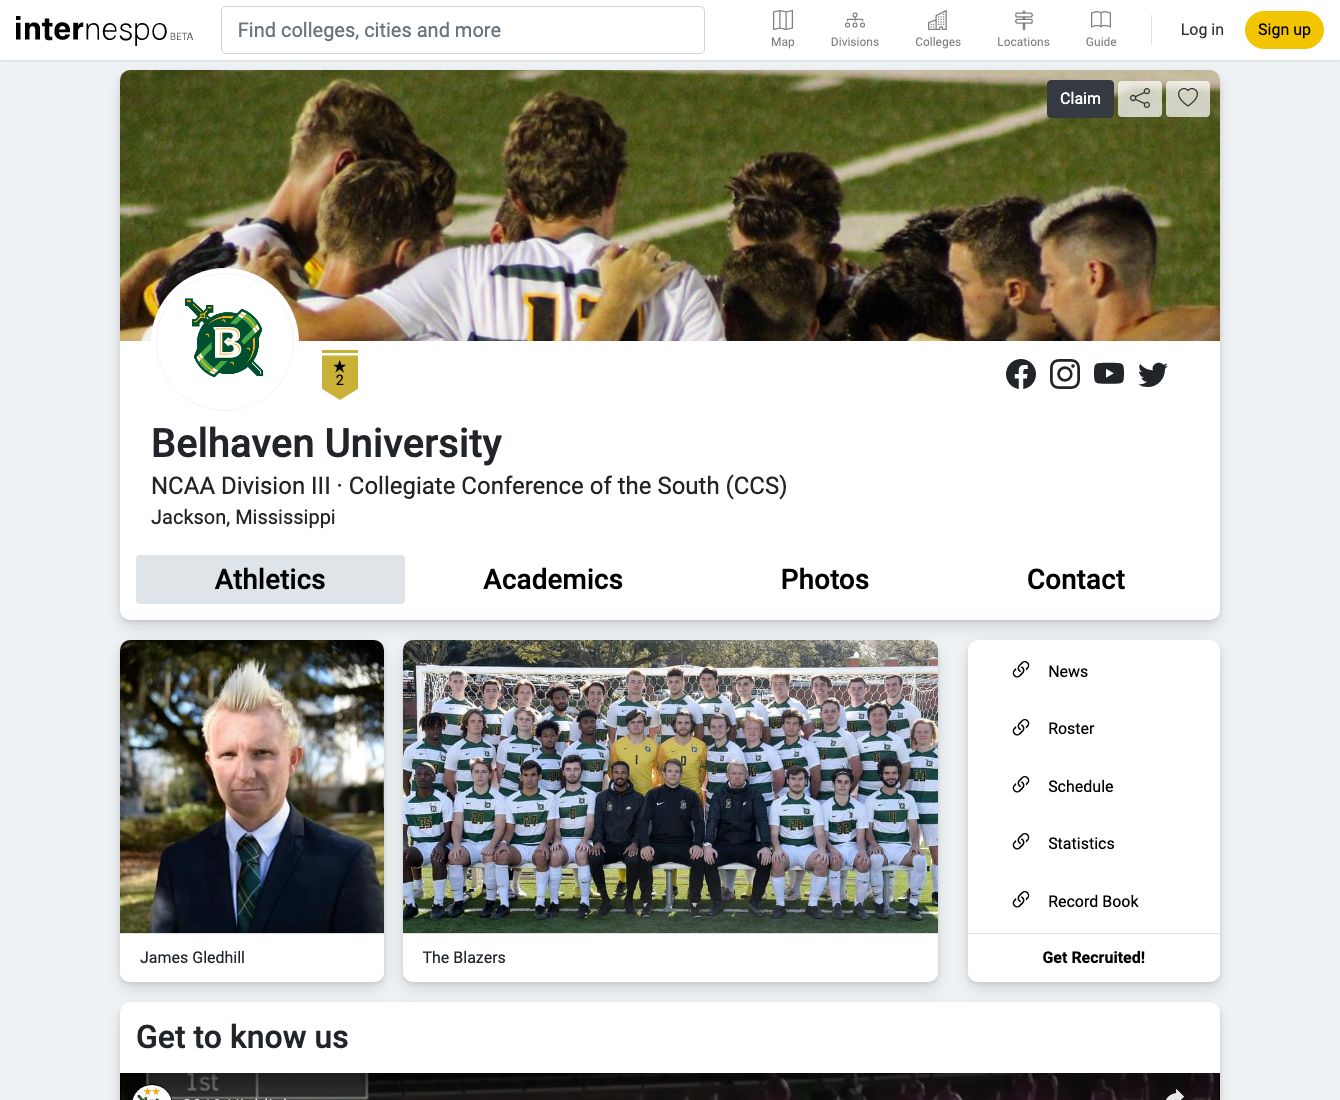 internespo BETA
Find colleges, cities and more
Map
Divisions
Colleges
Locations
Guide
Log in
Sign up
Claim
B
2
Belhaven University
NCAA Division III · Collegiate Conference of the South (CCS)
Jackson, Mississippi
Athletics
Academics
Photos
Contact
News
Roster
Schedule
Statistics
Record Book
James Gledhill
The Blazers
Get Recruited!
Get to know us
1st